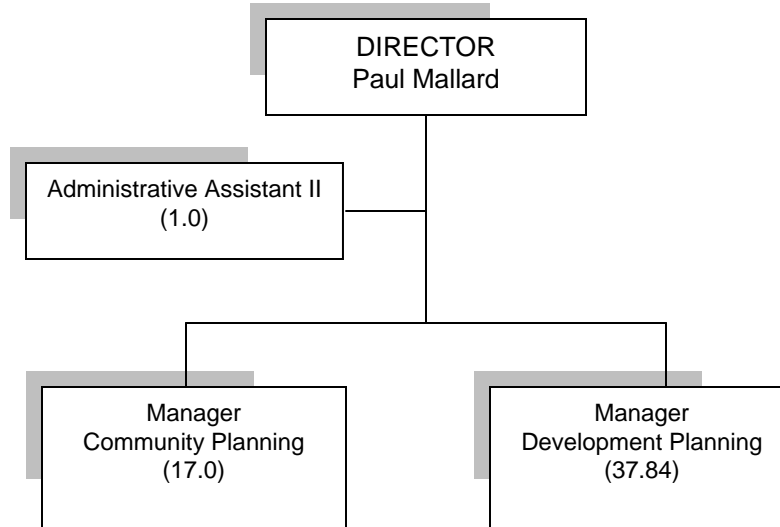 DIRECTOR
Paul Mallard
Administrative Assistant II
(1.0)
Manager
Community Planning
(17.0)
Manager
Development Planning
(37.84)